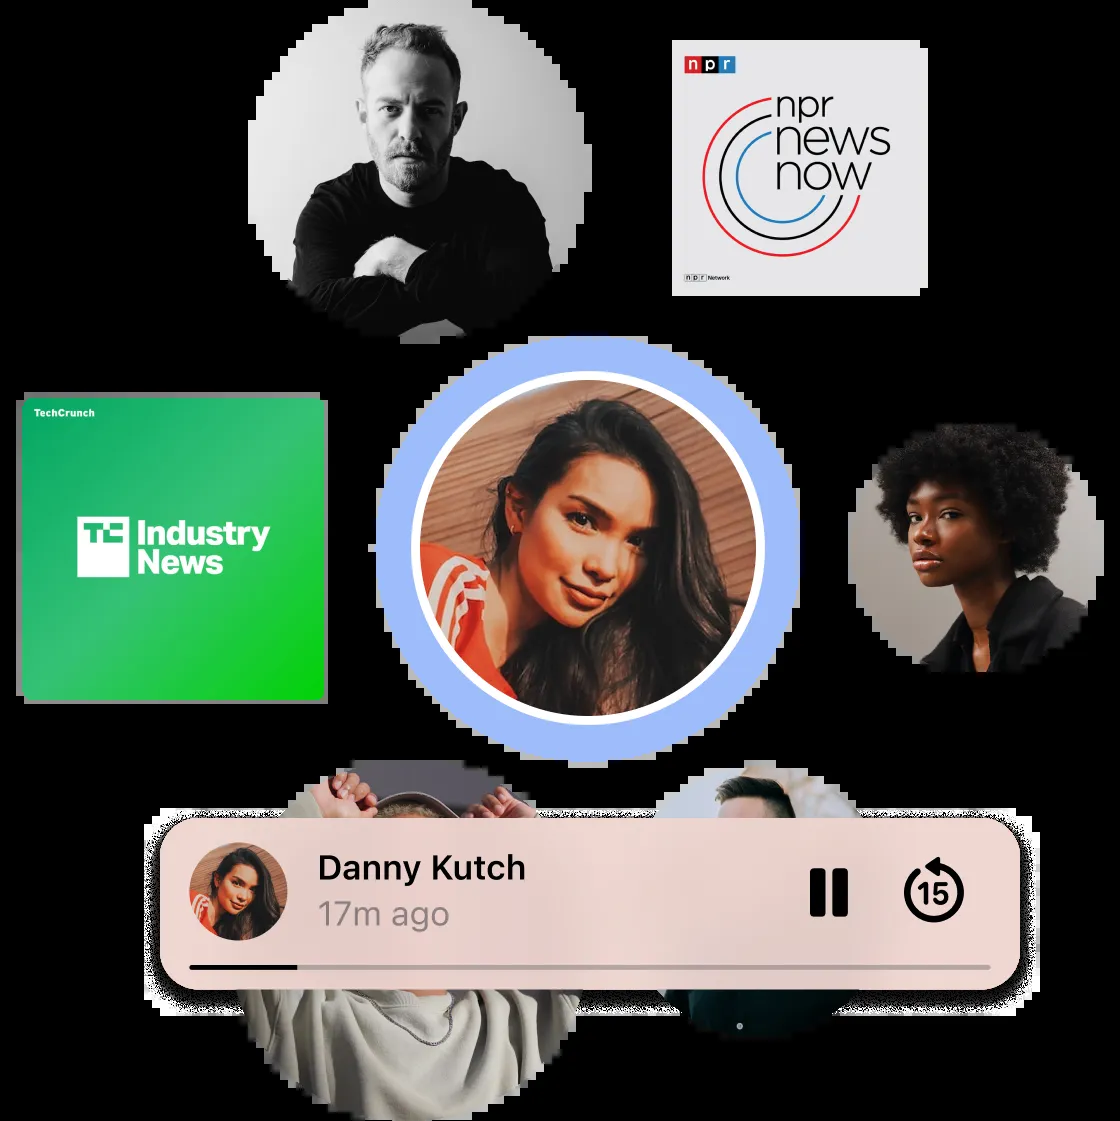 npr
npr
news
now
npr Network
TechCrunch
TC Industry
News
Danny Kutch
17m ago
15